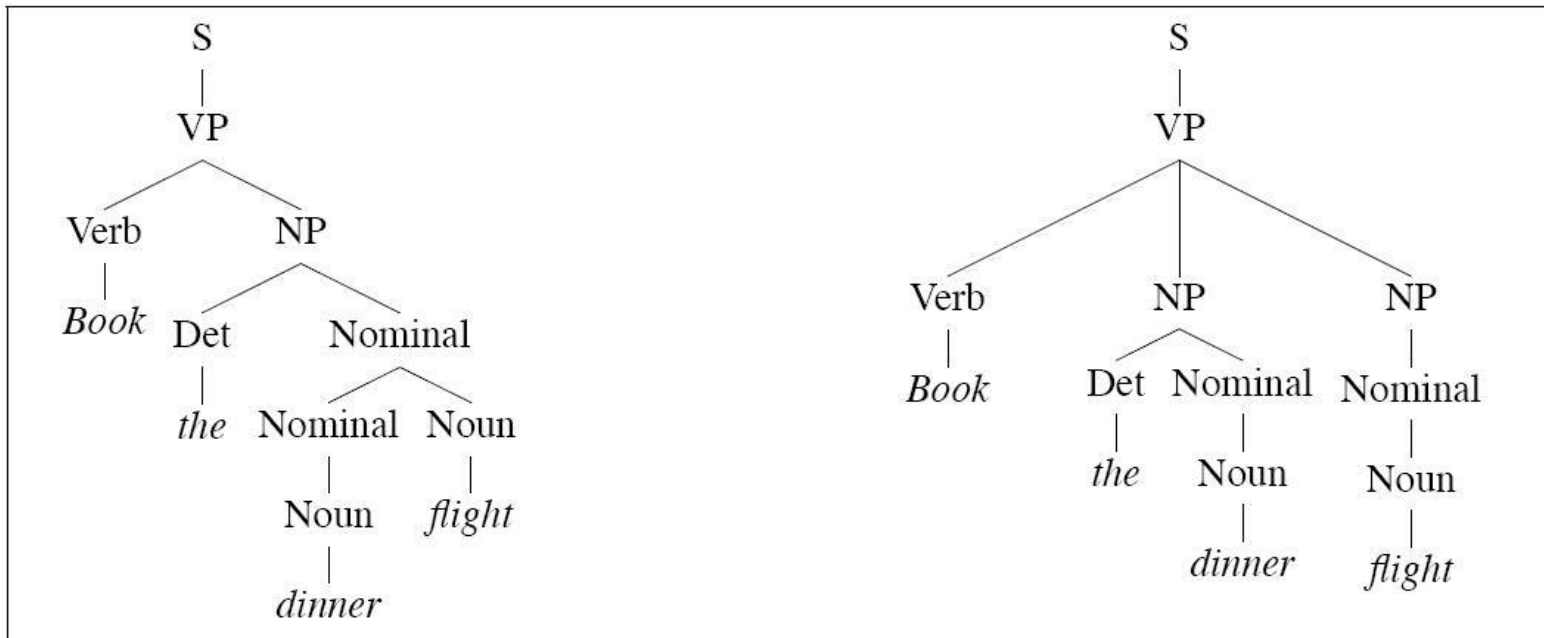 S
VP
Verb NP
Book Det Nominal
the Nominal Noun
Noun flight
dinner
S
VP
Verb NP NP
Book Det Nominal Nominal
the Noun Noun
dinner flight